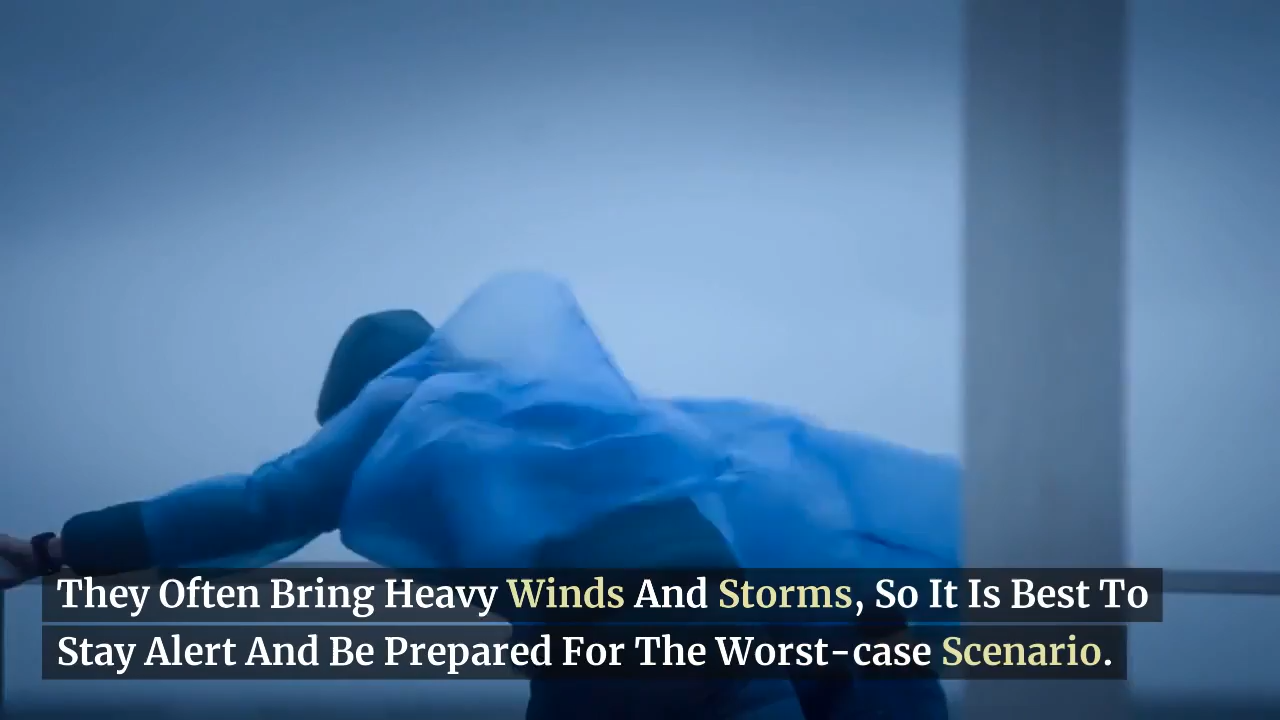 They Often Bring Heavy Winds And Storms, So It Is Best To
Stay Alert And Be Prepared For The Worst-case Scenario.